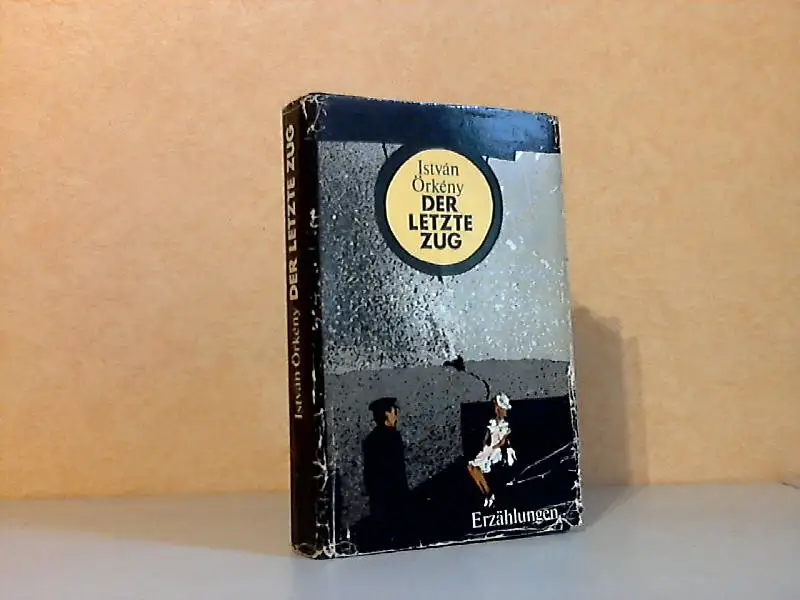 István Örkény DER LETZTE ZUG
István
Örkény
DER
LETZTE
ZUG
Erzählungen